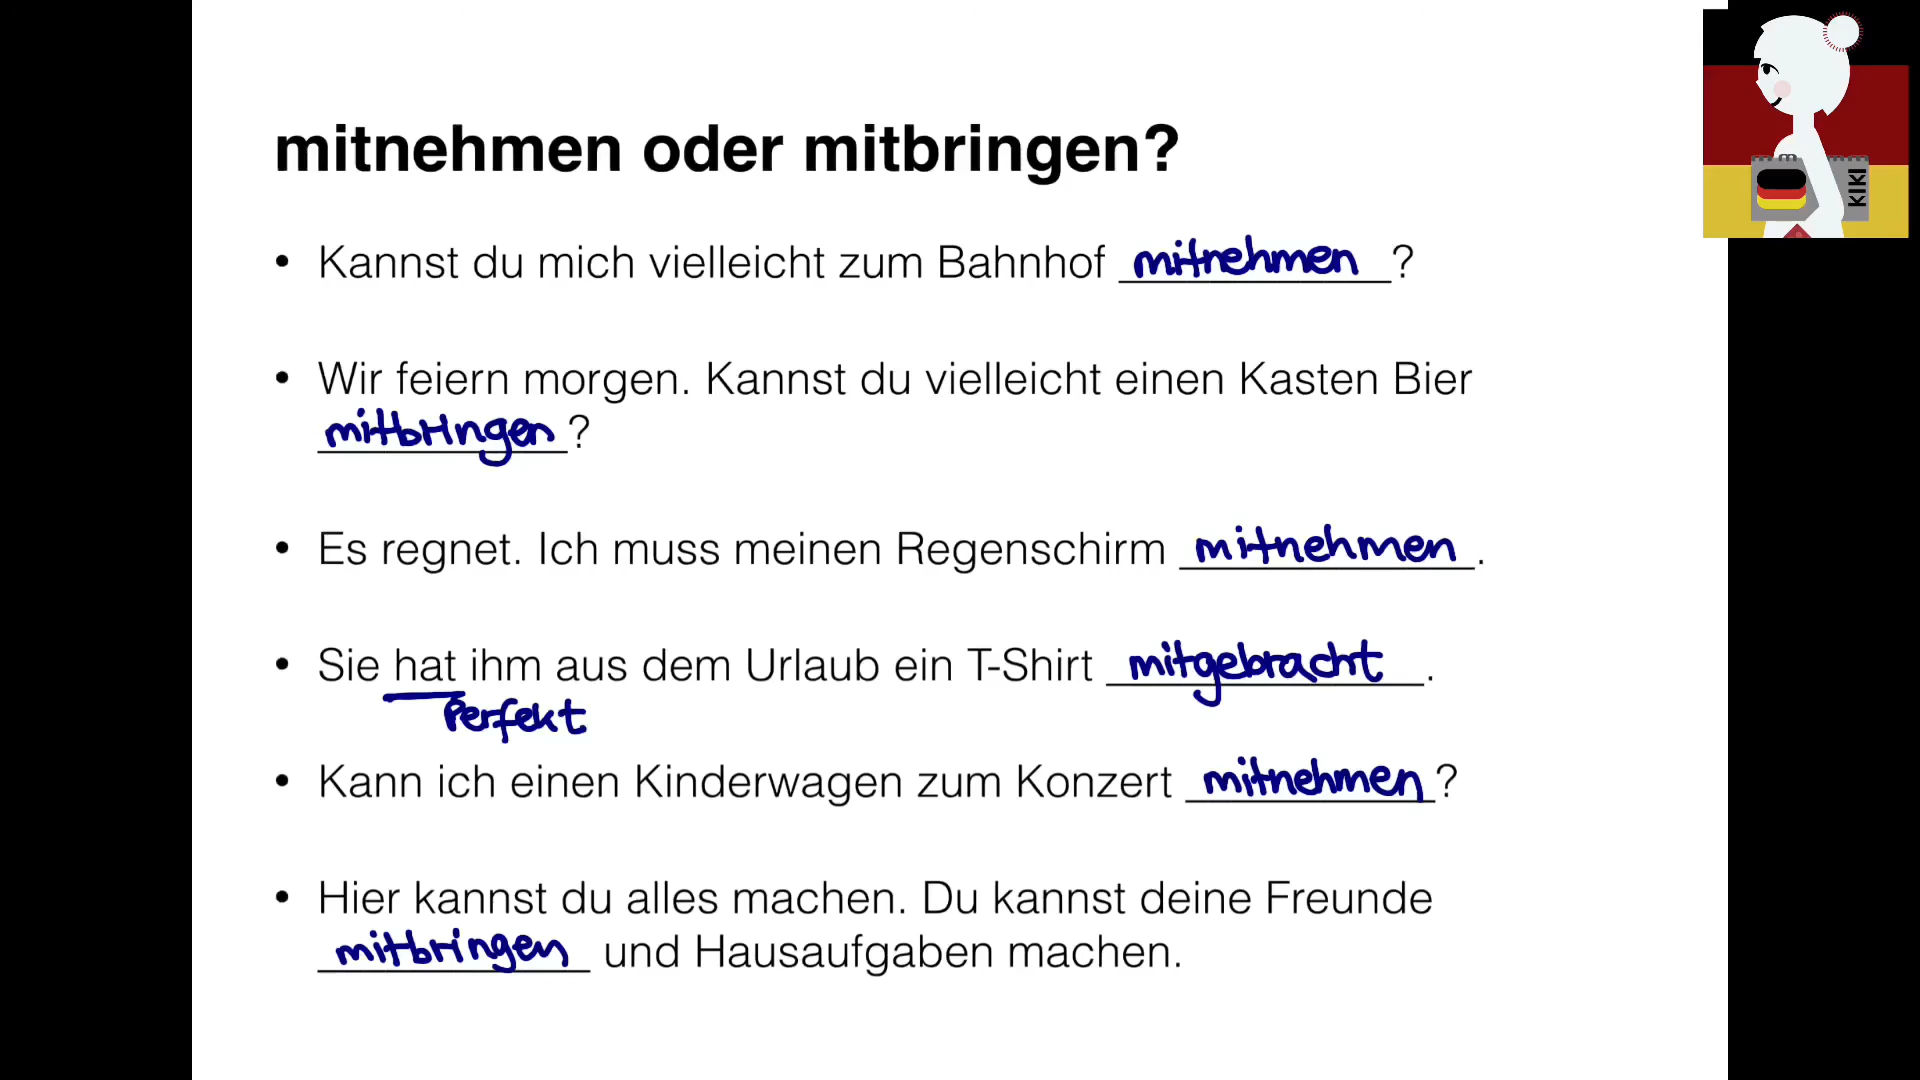 mitnehmen oder mitbringen?
• Kannst du mich vielleicht zum Bahnhof mitnehmen?
• Wir feiern morgen. Kannst du vielleicht einen Kasten Bier
mitbringen?
• Es regnet. Ich muss meinen Regenschirm mitnehmen.
• Sie hat ihm aus dem Urlaub ein T-Shirt mitgebracht.
Perfekt
• Kann ich einen Kinderwagen zum Konzert mitnehmen?
• Hier kannst du alles machen. Du kannst deine Freunde
mitbringen und Hausaufgaben machen.
KIKI